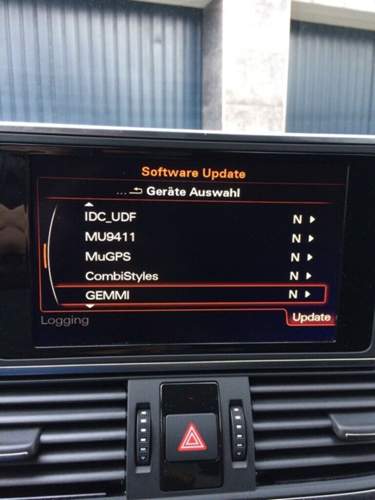 Software Update
... Geräte Auswahl
IDC_UDF N
MU9411 N
MuGPS N
CombiStyles N
GEMMI N
Logging Update